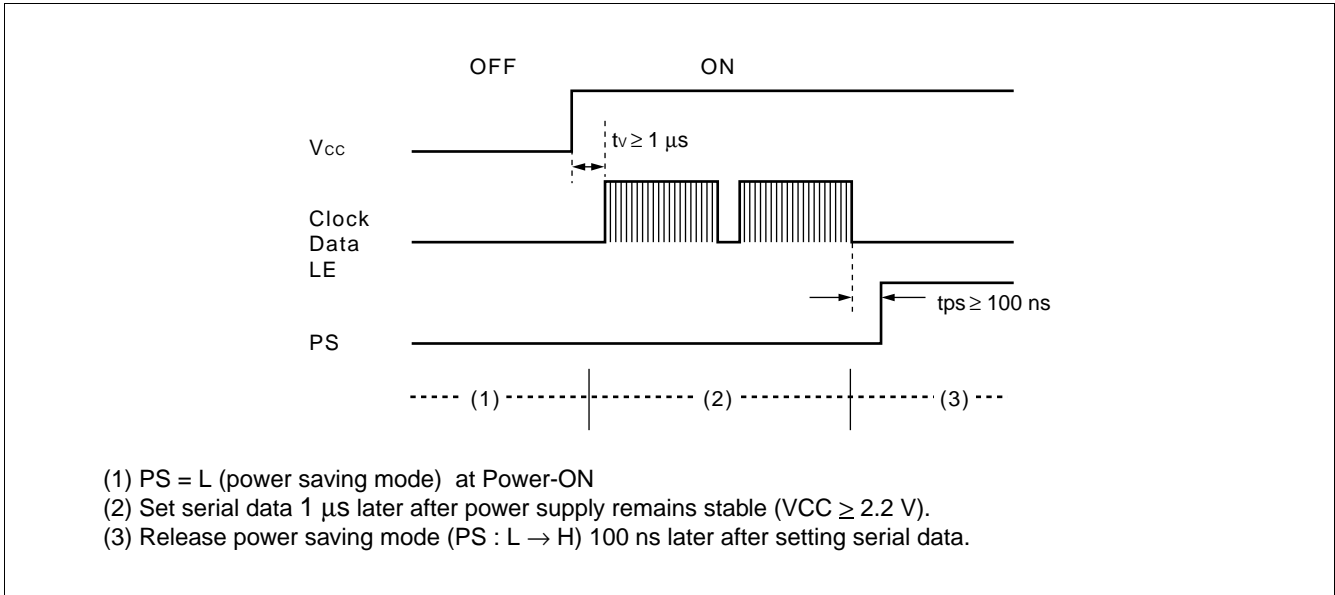 OFF ON
Vcc
tv ≥ 1 μs
Clock
Data
LE
tps ≥ 100 ns
PS
(1) (2) (3)
(1) PS = L (power saving mode) at Power-ON
(2) Set serial data 1 μs later after power supply remains stable (VCC ≥ 2.2 V).
(3) Release power saving mode (PS : L → H) 100 ns later after setting serial data.